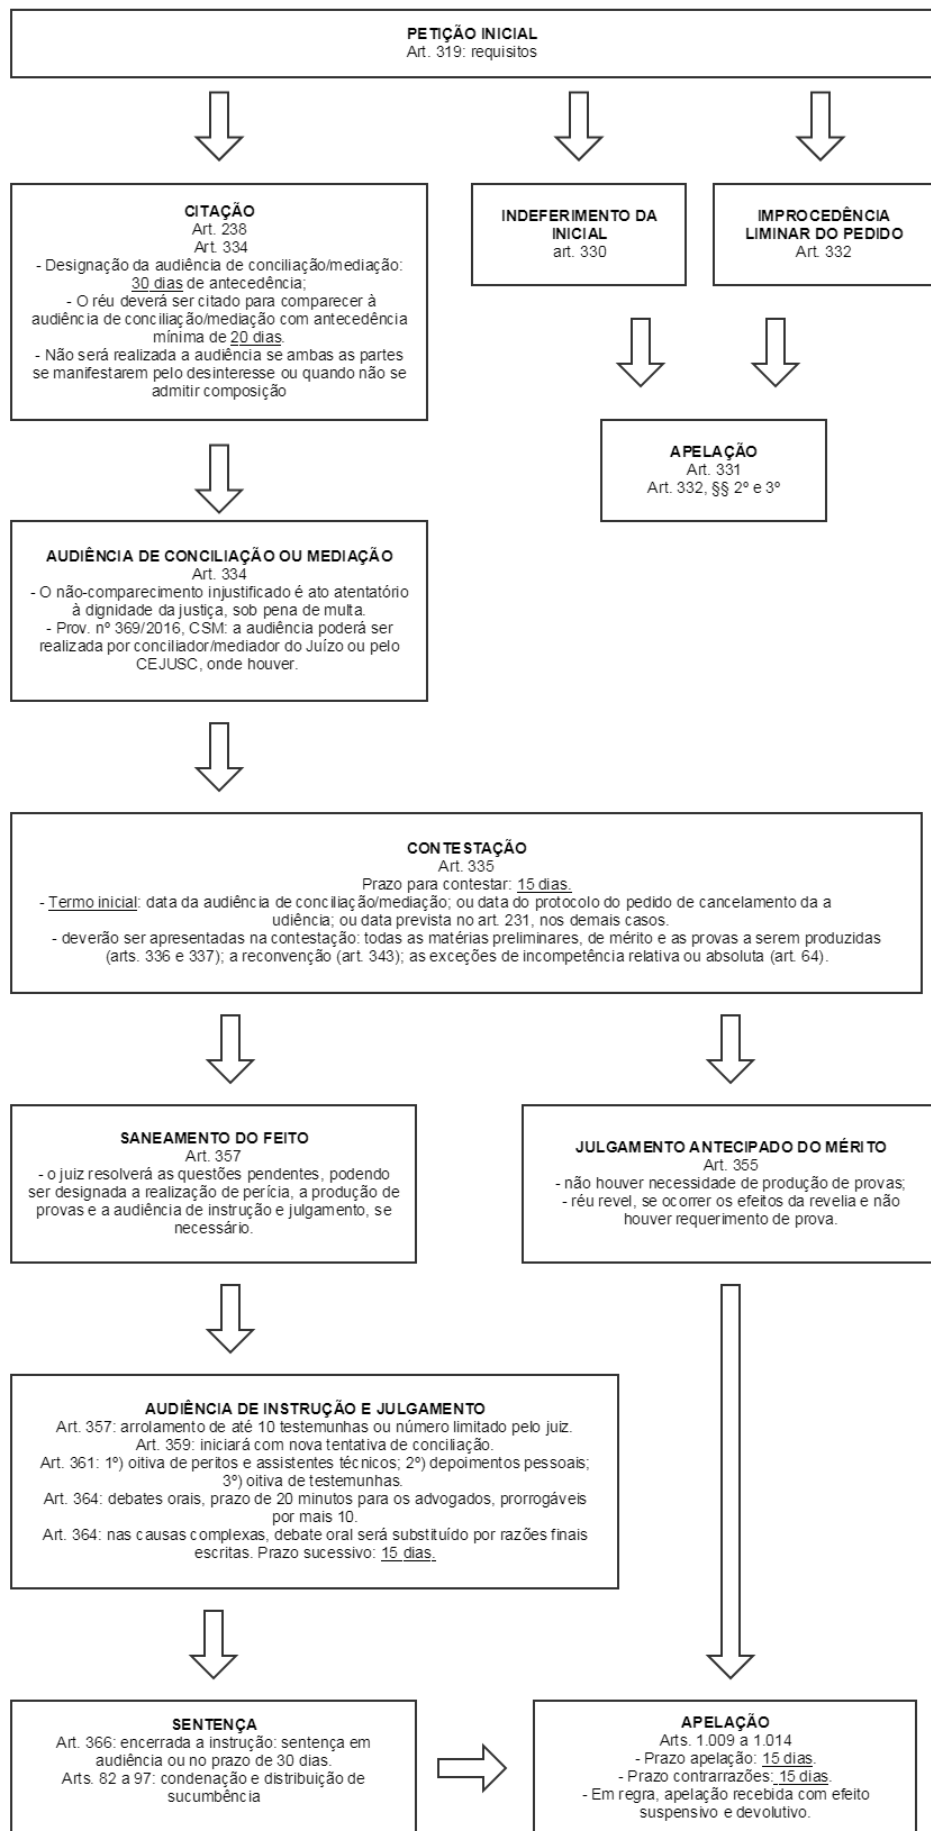 PETIÇÃO INICIAL
Art. 319: requisitos
CITAÇÃO
Art. 238
Art. 334
- Designação da audiência de conciliação/mediação:
30 dias de antecedência;
- O réu deverá ser citado para comparecer à
audiência de conciliação/mediação com antecedência
mínima de 20 dias.
- Não será realizada a audiência se ambas as partes
se manifestarem pelo desinteresse ou quando não se
admitir composição
INDEFERIMENTO DA
INICIAL
art. 330
IMPROCEDÊNCIA
LIMINAR DO PEDIDO
Art. 332
APELAÇÃO
Art. 331
Art. 332, §§ 2º e 3º
AUDIÊNCIA DE CONCILIAÇÃO OU MEDIAÇÃO
Art. 334
- O não-comparecimento injustificado é ato atentatório
à dignidade da justiça, sob pena de multa.
- Prov. nº 369/2016, CSM: a audiência poderá ser
realizada por conciliador/mediador do Juízo ou pelo
CEJUSC, onde houver.
CONTESTAÇÃO
Art. 335
Prazo para contestar: 15 dias.
- Termo inicial: data da audiência de conciliação/mediação; ou data do protocolo do pedido de cancelamento da a
udiência; ou data prevista no art. 231, nos demais casos.
- deverão ser apresentadas na contestação: todas as matérias preliminares, de mérito e as provas a serem produzidas
(arts. 336 e 337); a reconvenção (art. 343); as exceções de incompetência relativa ou absoluta (art. 64).
SANEAMENTO DO FEITO
Art. 357
- o juiz resolverá as questões pendentes, podendo
ser designada a realização de perícia, a produção de
provas e a audiência de instrução e julgamento, se
necessário.
JULGAMENTO ANTECIPADO DO MÉRITO
Art. 355
- não houver necessidade de produção de provas;
- réu revel, se ocorrer os efeitos da revelia e não
houver requerimento de prova.
AUDIÊNCIA DE INSTRUÇÃO E JULGAMENTO
Art. 357: arrolamento de até 10 testemunhas ou número limitado pelo juiz.
Art. 359: iniciará com nova tentativa de conciliação.
Art. 361: 1º) oitiva de peritos e assistentes técnicos; 2º) depoimentos pessoais;
3º) oitiva de testemunhas.
Art. 364: debates orais, prazo de 20 minutos para os advogados, prorrogáveis
por mais 10.
Art. 364: nas causas complexas, debate oral será substituído por razões finais
escritas. Prazo sucessivo: 15 dias.
SENTENÇA
Art. 366: encerrada a instrução: sentença em
audiência ou no prazo de 30 dias.
Arts. 82 a 97: condenação e distribuição de
sucumbência
APELAÇÃO
Arts. 1.009 a 1.014
- Prazo apelação: 15 dias.
- Prazo contrarrazões: 15 dias.
- Em regra, apelação recebida com efeito
suspensivo e devolutivo.